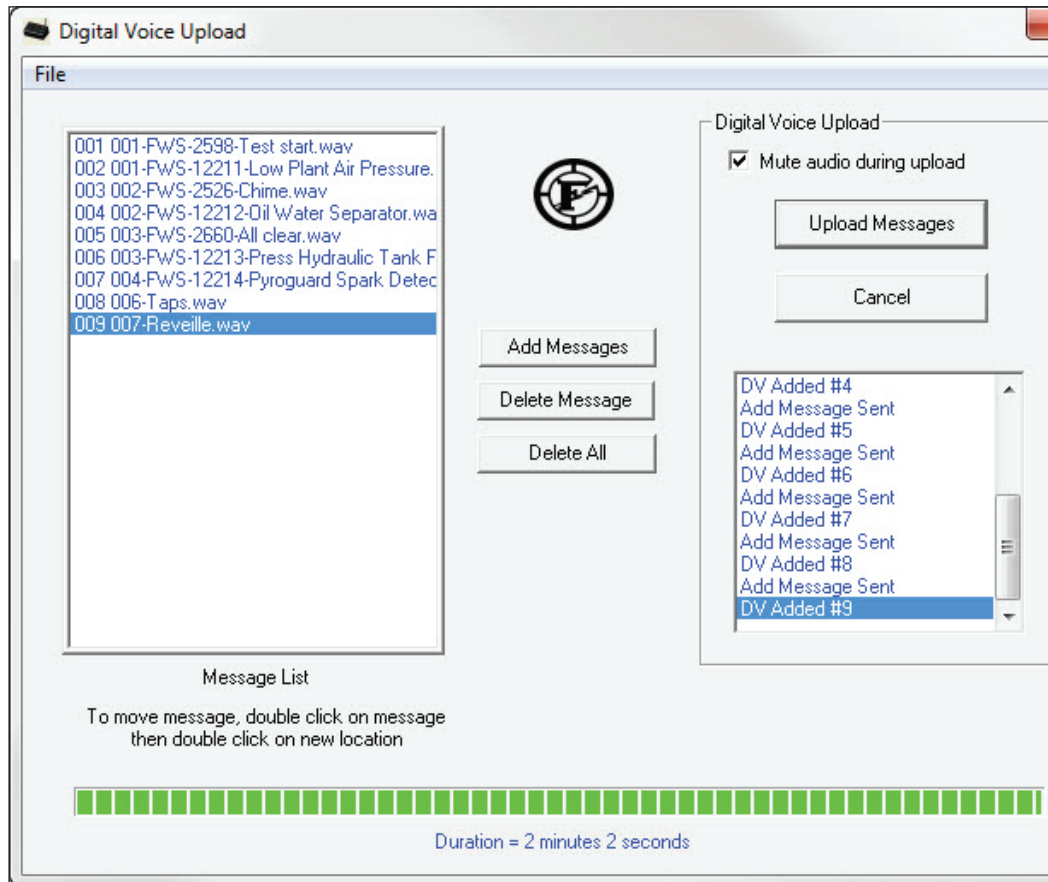 Digital Voice Upload
File
001 001-FWS-2598-Test start.wav
002 001-FWS-12211-Low Plant Air Pressure.
003 002-FWS-2526-Chime.wav
004 002-FWS-12212-Oil Water Separator.wa
005 003-FWS-2660-All clear.wav
006 003-FWS-12213-Press Hydraulic Tank F
007 004-FWS-12214-Pyroguard Spark Detec
008 006-Taps.wav
009 007-Reveille.wav
Message List
To move message, double click on message
then double click on new location
F
Add Messages
Delete Message
Delete All
Digital Voice Upload
Mute audio during upload
Upload Messages
Cancel
DV Added #4
Add Message Sent
DV Added #5
Add Message Sent
DV Added #6
Add Message Sent
DV Added #7
Add Message Sent
DV Added #8
Add Message Sent
DV Added #9
Duration = 2 minutes 2 seconds